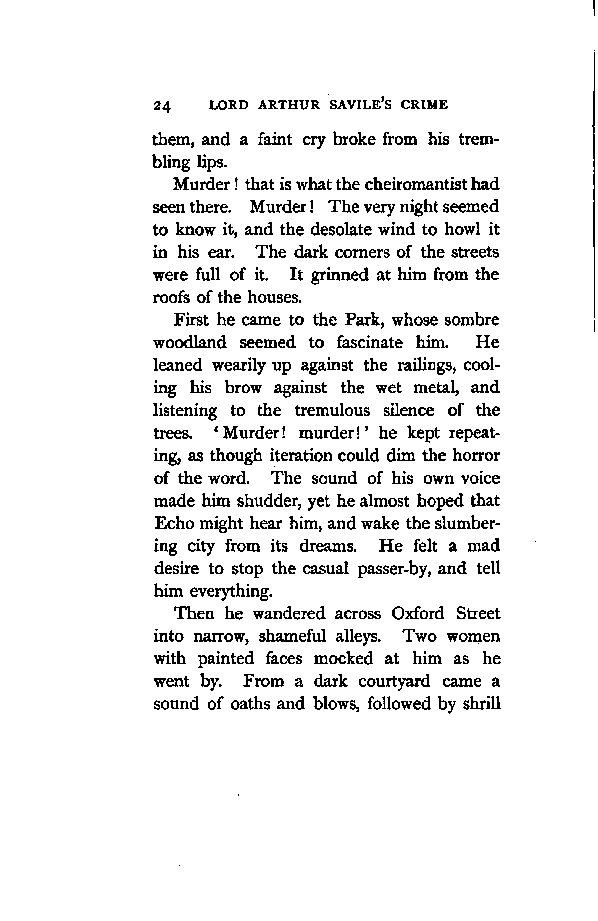 24 LORD ARTHUR SAVILE'S CRIME
them, and a faint cry broke from his trem-
bling lips.
Murder! that is what the cheiromantist had
seen there. Murder! The very night seemed
to know it, and the desolate wind to howl it
in his ear. The dark corners of the streets
were full of it. It grinned at him from the
roofs of the houses.
First he came to the Park, whose sombre
woodland seemed to fascinate him. He
leaned wearily up against the railings, cool-
ing his brow against the wet metal, and
listening to the tremulous silence of the
trees. ‘Murder! murder!’ he kept repeat-
ing, as though iteration could dim the horror
of the word. The sound of his own voice
made him shudder, yet he almost hoped that
Echo might hear him, and wake the slumber-
ing city from its dreams. He felt a mad
desire to stop the casual passer-by, and tell
him everything.
Then he wandered across Oxford Street
into narrow, shameful alleys. Two women
with painted faces mocked at him as he
went by. From a dark courtyard came a
sound of oaths and blows, followed by shrill